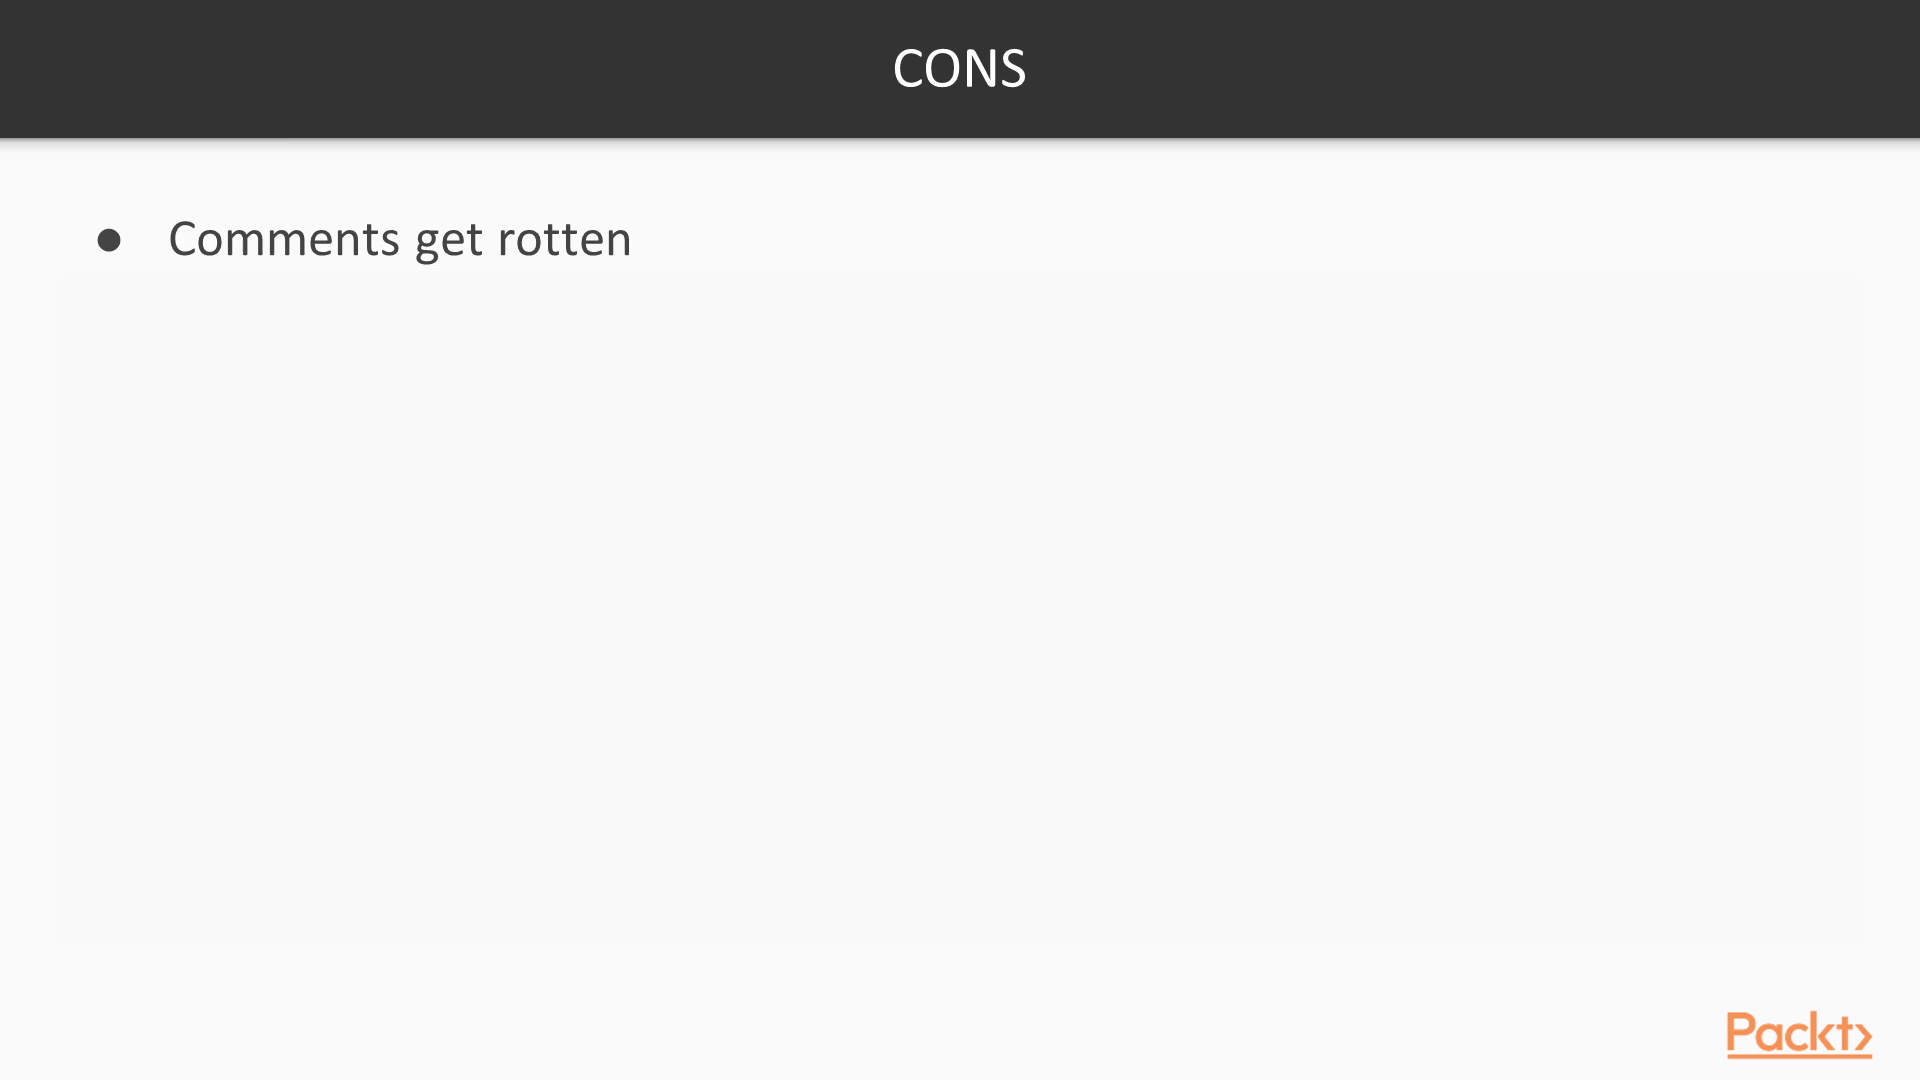 CONS
● Comments get rotten
Packt>